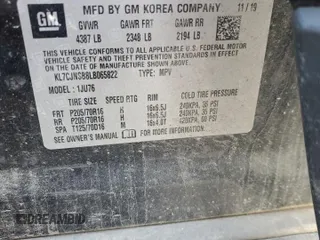 GM
MFD BY GM KOREA COMPANY 11/19
GVWR GAWR FRT GAWR RR
4387 LB 2348 LB 2194 LB
THIS VEHICLE CONFORMS TO ALL
APPLICABLE U.S. FEDERAL MOTOR
VEHICLE SAFETY STANDARDS IN EFFECT ON
THE DATE OF MANUFACTURE SHOWN ABOVE.
KL7CJNSB8LB065822 TYPE: MPV
MODEL: 1JU76
TIRE SIZE SPEED RTG RIM COLD TIRE PRESSURE
FRT P205/70R16 H 16x6.5J 240KPA, 35 PSI
RR P205/70R16 H 16x6.5J 240KPA, 35 PSI
SPA T125/70D16 M 16x4.0T 420KPA, 60 PSI
SEE OWNER'S MANUAL FOR ADDITIONAL INFORMATION
DREAMBID